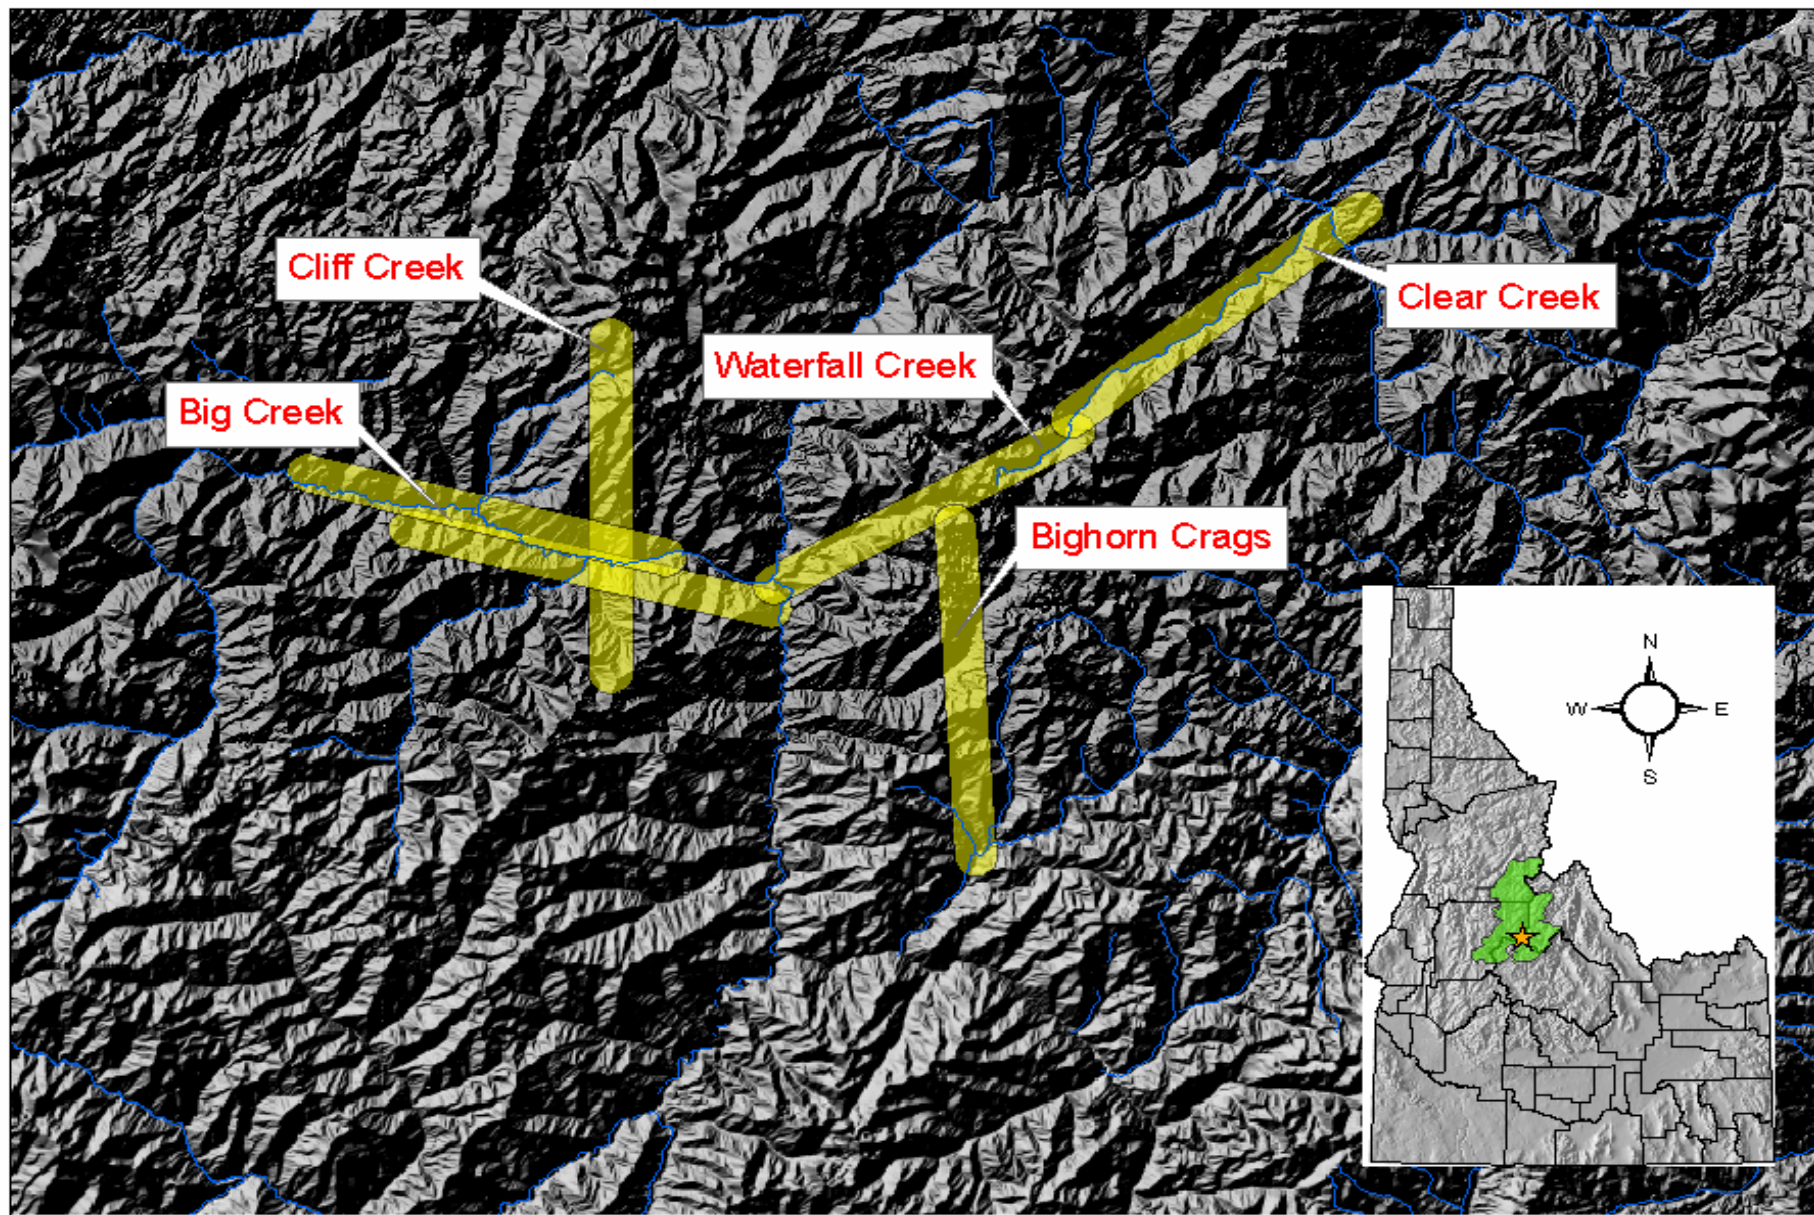 Cliff Creek
Clear Creek
Waterfall Creek
Big Creek
Bighorn Crags
N
W
E
S